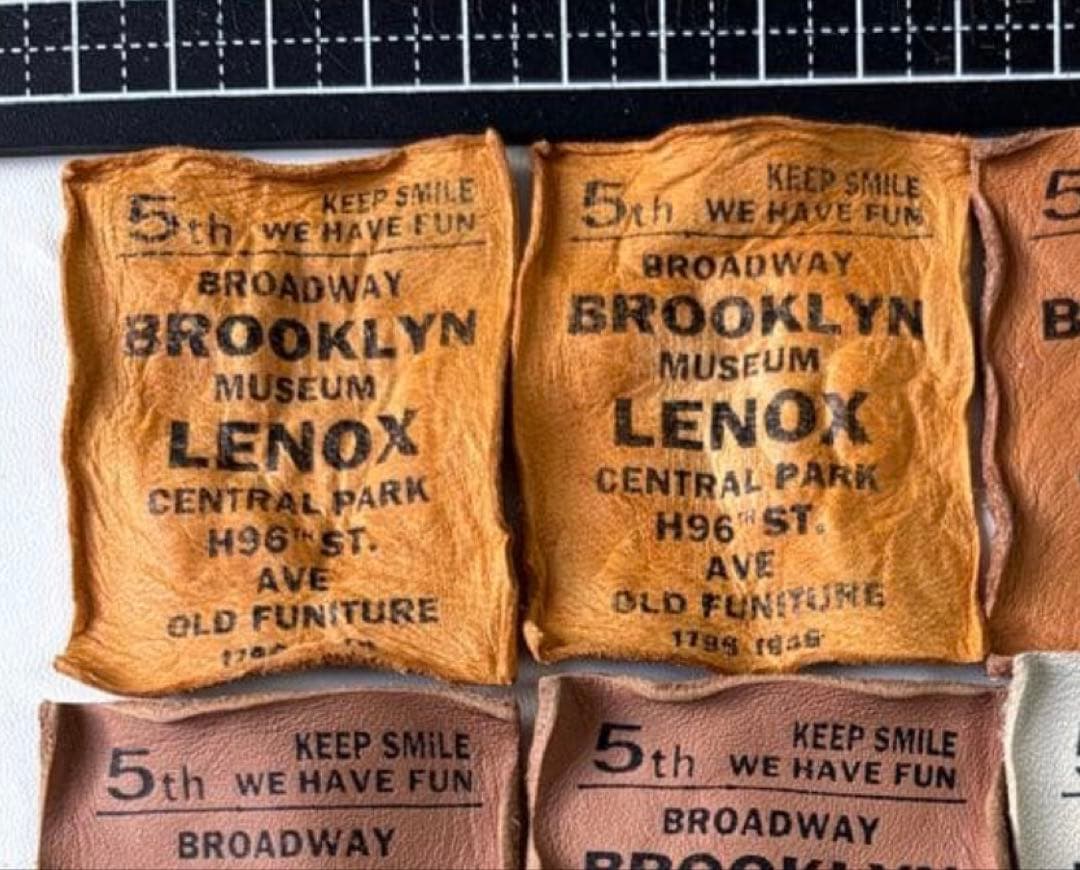 5th KEEP SMILE
WE HAVE FUN
BROADWAY
BROOKLYN
MUSEUM
LENOX
CENTRAL PARK
H96TH ST.
AVE
OLD FUNITURE
5th KEEP SMILE
WE HAVE FUN
BROADWAY
BROOKLYN
MUSEUM
LENOX
CENTRAL PARK
H96TH ST.
AVE
OLD FUNITURE
5
B
5th KEEP SMILE
WE HAVE FUN
BROADWAY
5th KEEP SMILE
WE HAVE FUN
BROADWAY
BROOKLYN